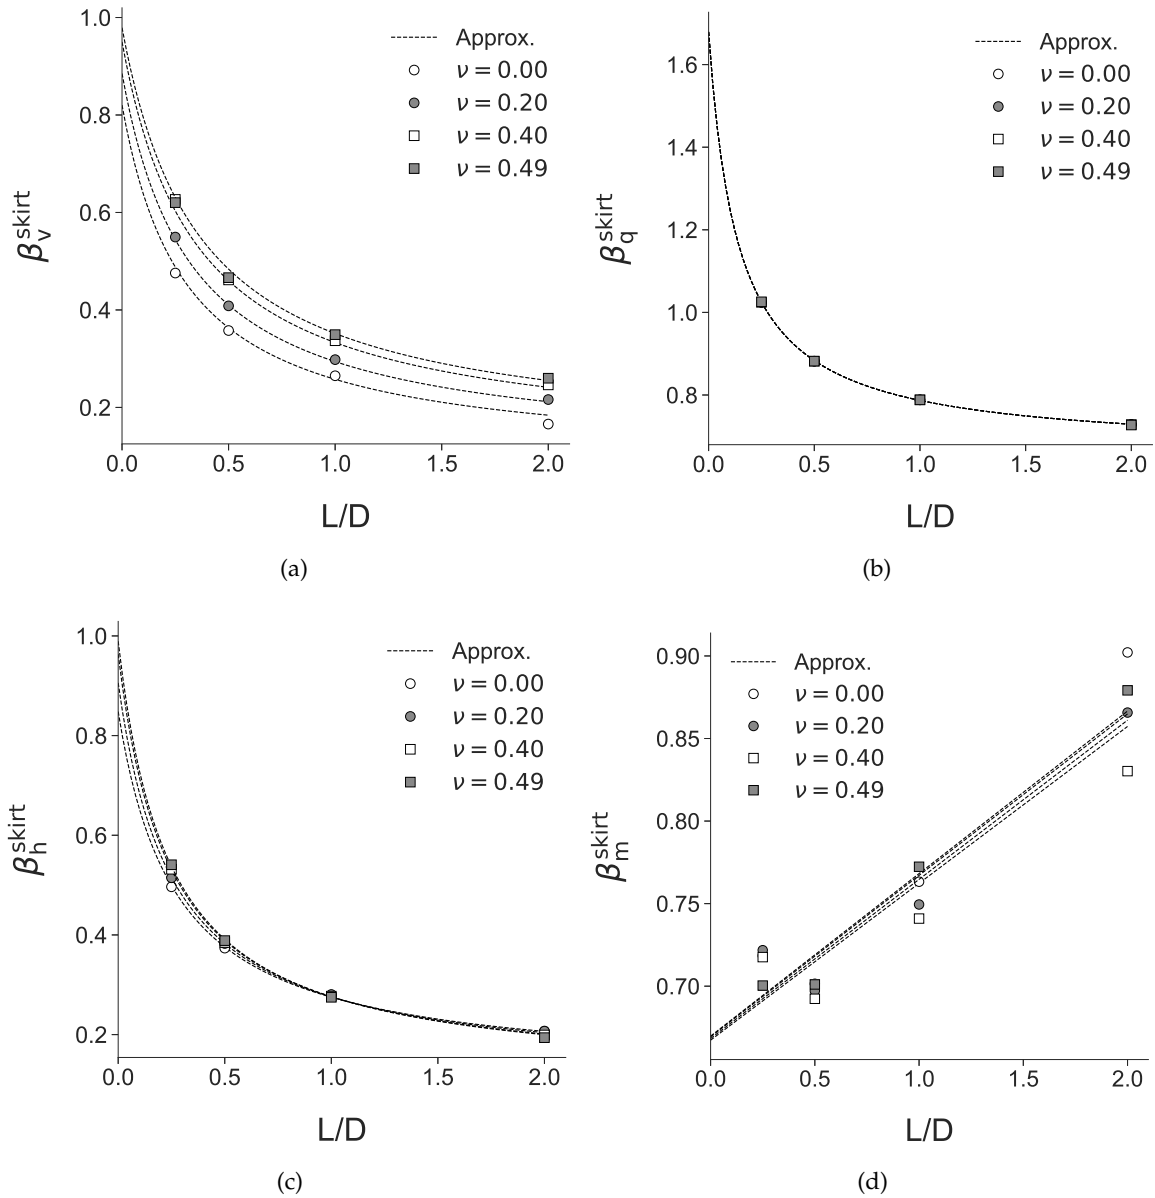 β_v^skirt
1.0
0.8
0.6
0.4
0.2
0.0 0.5 1.0 1.5 2.0
L/D
Approx.
ν = 0.00
ν = 0.20
ν = 0.40
ν = 0.49
(a)
β_q^skirt
1.6
1.4
1.2
1.0
0.8
0.0 0.5 1.0 1.5 2.0
L/D
Approx.
ν = 0.00
ν = 0.20
ν = 0.40
ν = 0.49
(b)
β_h^skirt
1.0
0.8
0.6
0.4
0.2
0.0 0.5 1.0 1.5 2.0
L/D
Approx.
ν = 0.00
ν = 0.20
ν = 0.40
ν = 0.49
(c)
β_m^skirt
0.90
0.85
0.80
0.75
0.70
0.0 0.5 1.0 1.5 2.0
L/D
Approx.
ν = 0.00
ν = 0.20
ν = 0.40
ν = 0.49
(d)